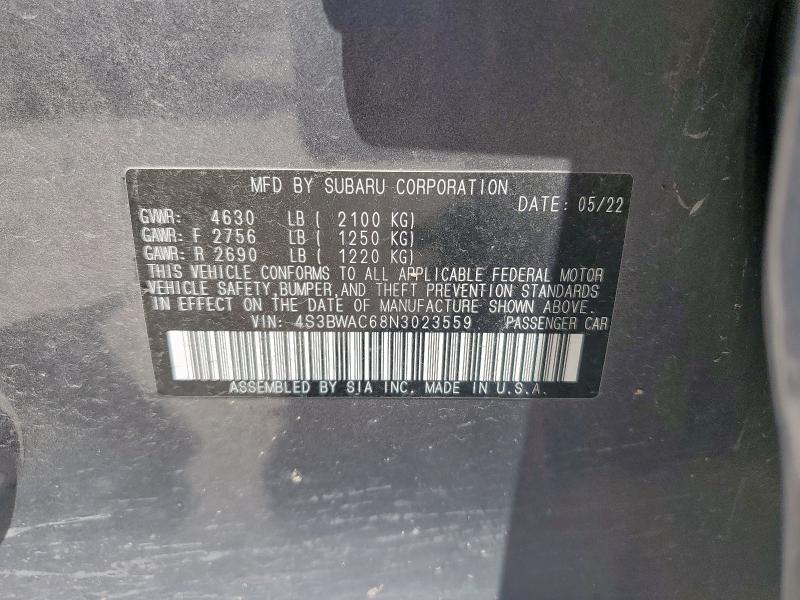 MFD BY SUBARU CORPORATION
DATE: 05/22
GVWR: 4630 LB ( 2100 KG)
GAWR: F 2756 LB ( 1250 KG)
GAWR: R 2690 LB ( 1220 KG)
THIS VEHICLE CONFORMS TO ALL APPLICABLE FEDERAL MOTOR
VEHICLE SAFETY, BUMPER, AND THEFT PREVENTION STANDARDS
IN EFFECT ON THE DATE OF MANUFACTURE SHOWN ABOVE.
VIN: 4S3BWAC68N3023559 PASSENGER CAR
ASSEMBLED BY SIA INC. MADE IN U.S.A.